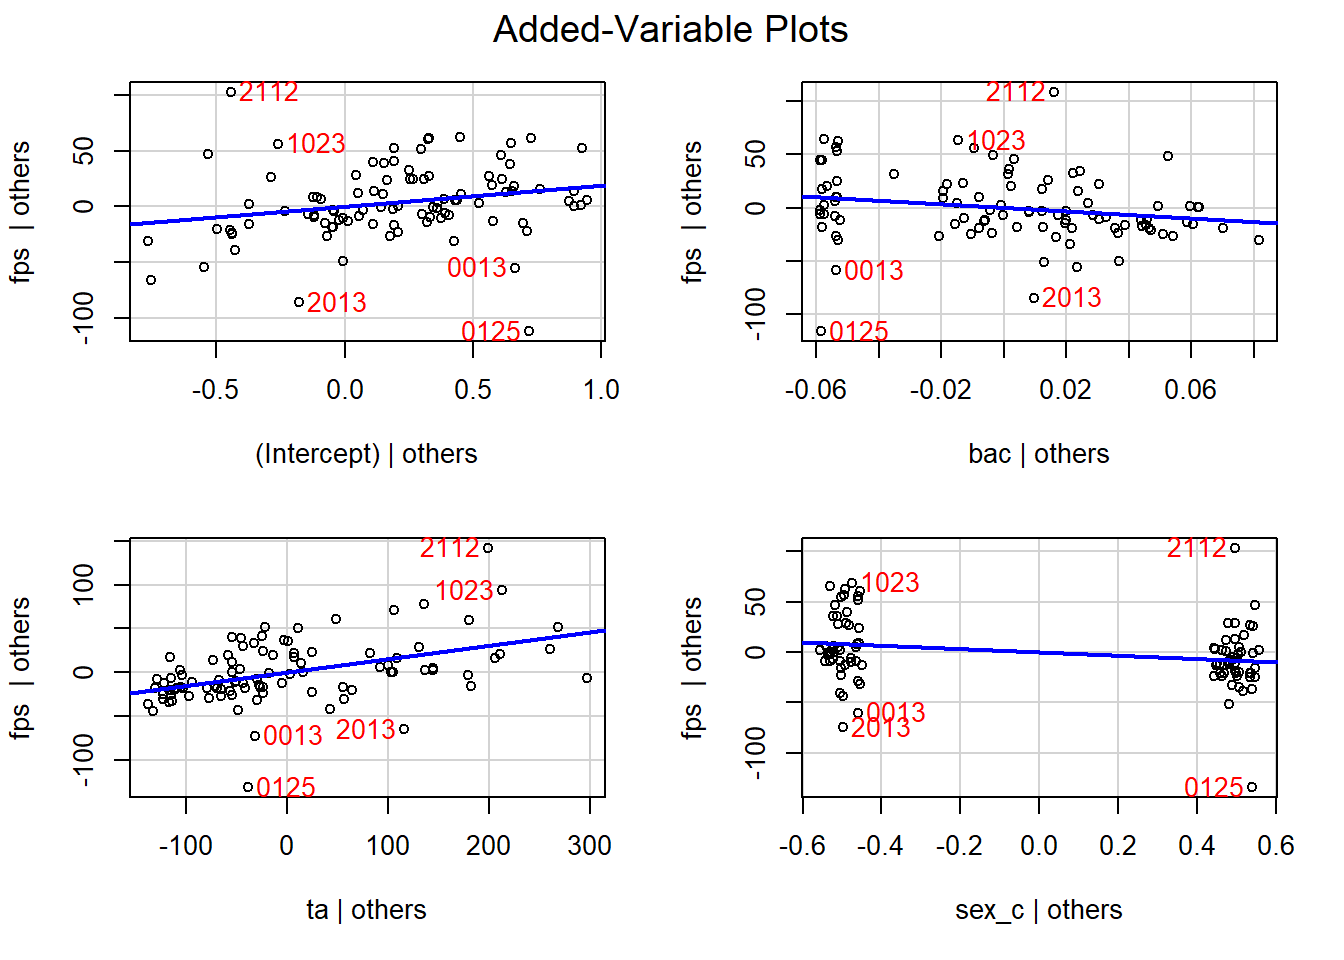 Added-Variable Plots
fps | others
-100 0 50
2112
1023
0013
2013
0125
-0.5 0.0 0.5 1.0
(Intercept) | others
fps | others
-100 0 50
2112
1023
0013
2013
0125
-0.06 -0.02 0.02 0.06
bac | others
fps | others
-100 0 100
2112
1023
0013
2013
0125
-100 0 100 200 300
ta | others
fps | others
-100 0 50
2112
1023
0013
2013
0125
-0.6 -0.4 -0.2 0.0 0.2 0.4 0.6
sex_c | others